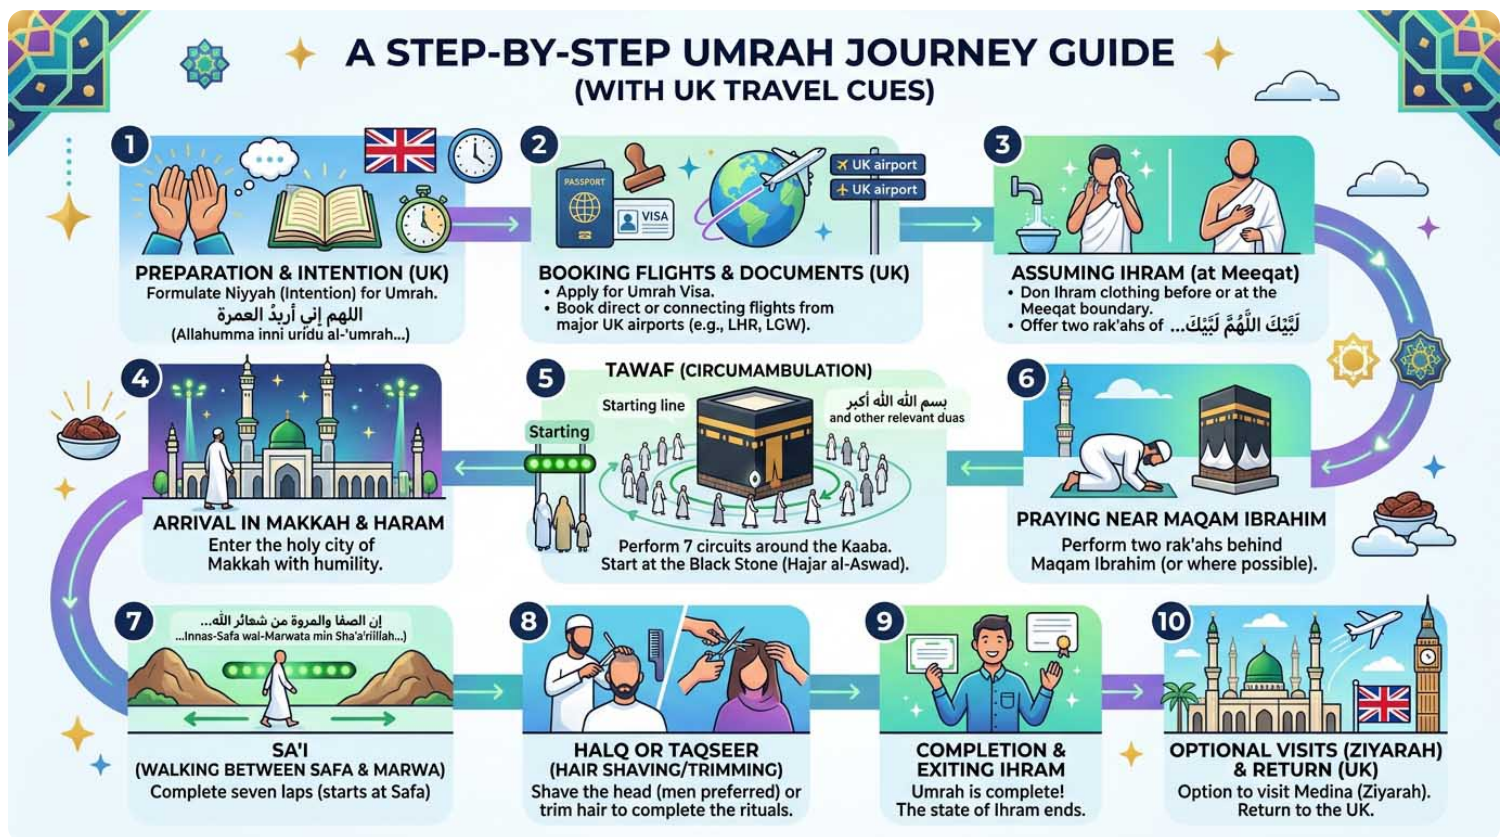 A STEP-BY-STEP UMRAH JOURNEY GUIDE
(WITH UK TRAVEL CUES)
1
PREPARATION & INTENTION (UK)
Formulate Niyyah (Intention) for Umrah.
اللهم إني أريدُ العمرة
(Allahumma inni uridu al-'umrah...)
2
PASSPORT
VISA
UK airport
UK airport
BOOKING FLIGHTS & DOCUMENTS (UK)
• Apply for Umrah Visa.
• Book direct or connecting flights from
major UK airports (e.g., LHR, LGW).
3
ASSUMING IHRAM (at Meeqat)
• Don Ihram clothing before or at the
Meeqat boundary.
• Offer two rak'ahs of لَبَّيْكَ اللَّهُمَّ لَبَّيْكَ...
4
ARRIVAL IN MAKKAH & HARAM
Enter the holy city of
Makkah with humility.
5
TAWAF (CIRCUMAMBULATION)
Starting line
Starting
بسم الله الله أكبر
and other relevant duas
Perform 7 circuits around the Kaaba.
Start at the Black Stone (Hajar al-Aswad).
6
PRAYING NEAR MAQAM IBRAHIM
Perform two rak'ahs behind
Maqam Ibrahim (or where possible).
7
إن الصفا والمروة من شعائر الله...
...Innas-Safa wal-Marwata min Sha'a'riillah...)
SA'I
(WALKING BETWEEN SAFA & MARWA)
Complete seven laps (starts at Safa)
8
HALQ OR TAQSEER
(HAIR SHAVING/TRIMMING)
Shave the head (men preferred) or
trim hair to complete the rituals.
9
COMPLETION &
EXITING IHRAM
Umrah is complete!
The state of Ihram ends.
10
OPTIONAL VISITS (ZIYARAH)
& RETURN (UK)
Option to visit Medina (Ziyarah).
Return to the UK.